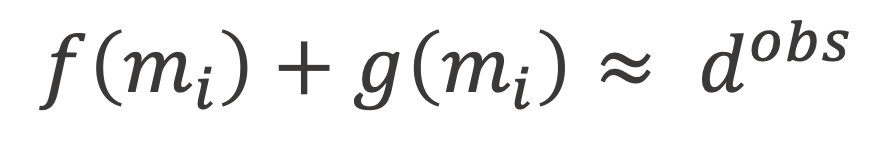 f(m_i) + g(m_i) ≈ d^{obs}